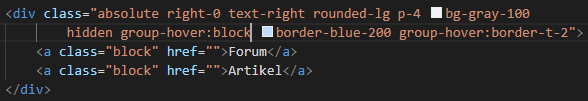 <div class="absolute right-0 text-right rounded-lg p-4 bg-gray-100
hidden group-hover:block border-blue-200 group-hover:border-t-2">
<a class="block" href="">Forum</a>
<a class="block" href="">Artikel</a>
</div>